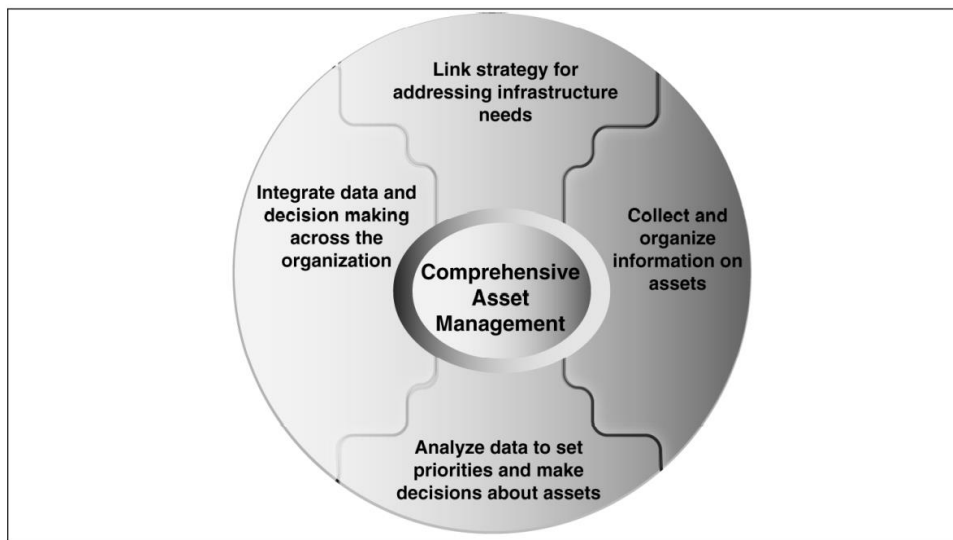 Link strategy for
addressing infrastructure
needs
Integrate data and
decision making
across the
organization
Collect and
organize
information on
assets
Comprehensive
Asset
Management
Analyze data to set
priorities and make
decisions about assets